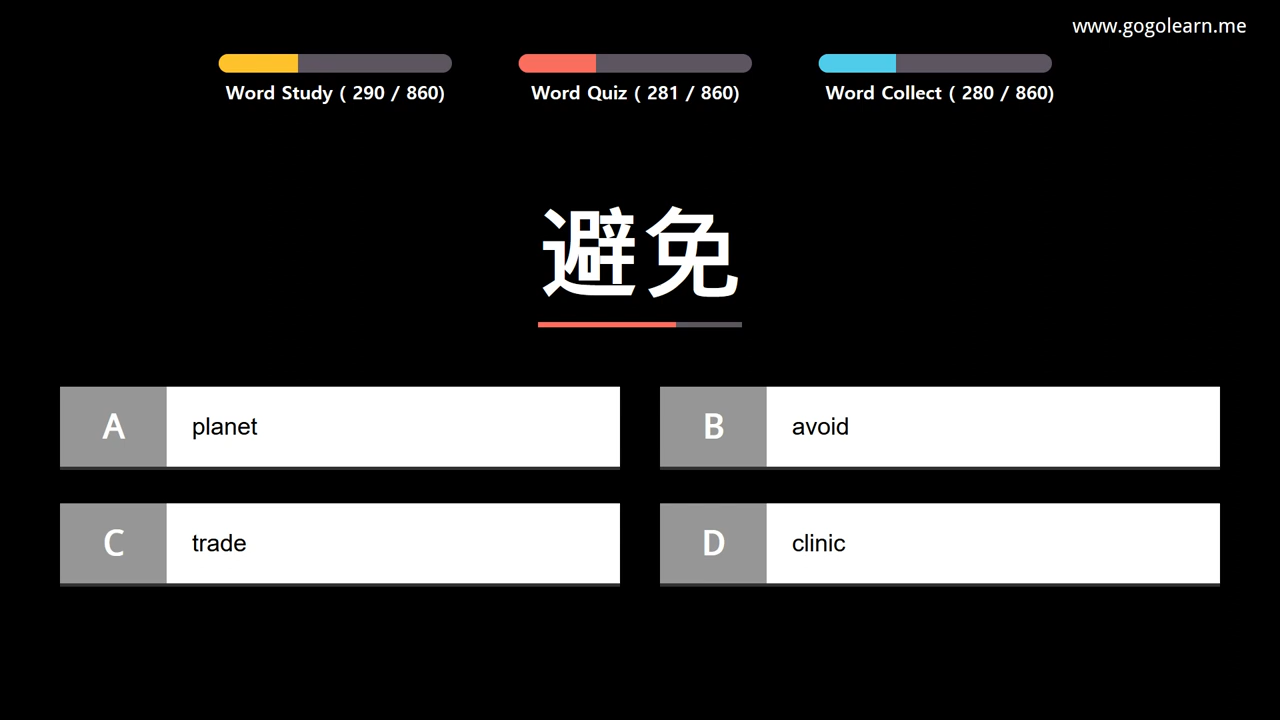 www.gogolearn.me
Word Study ( 290 / 860)
Word Quiz ( 281 / 860)
Word Collect ( 280 / 860)
避免
A planet
B avoid
C trade
D clinic